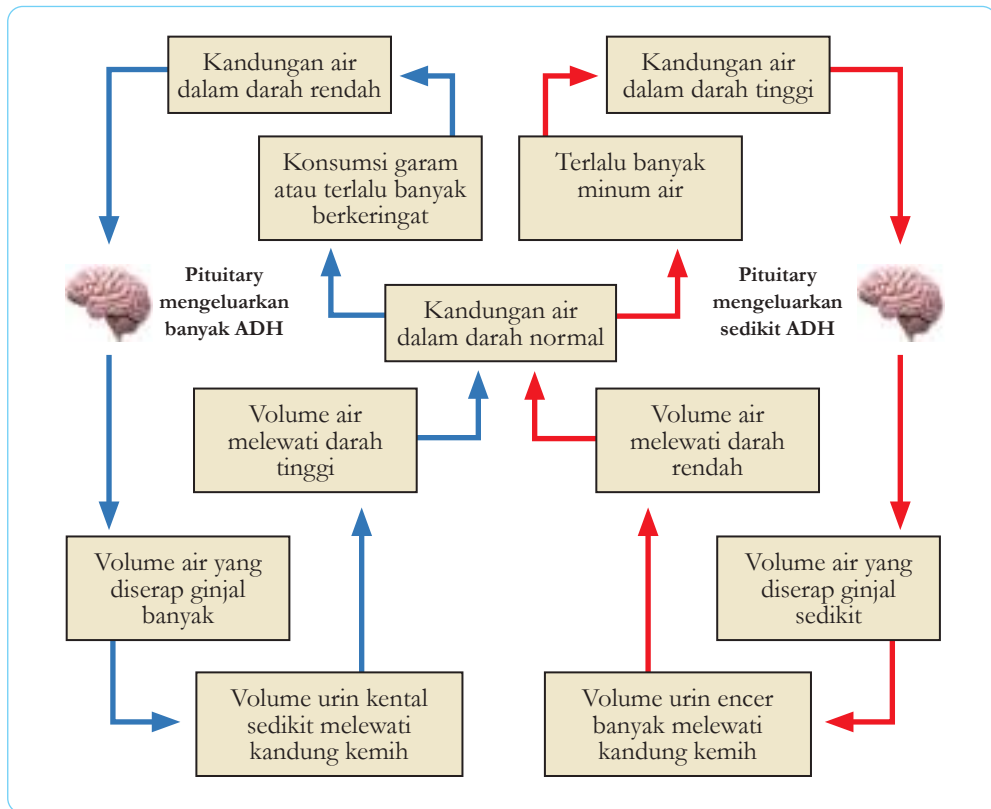 Kandungan air
dalam darah rendah
Kandungan air
dalam darah tinggi
Konsumsi garam
atau terlalu banyak
berkeringat
Terlalu banyak
minum air
Pituitary
mengeluarkan
banyak ADH
Kandungan air
dalam darah normal
Pituitary
mengeluarkan
sedikit ADH
Volume air
melewati darah
tinggi
Volume air
melewati darah
rendah
Volume air yang
diserap ginjal
banyak
Volume air yang
diserap ginjal
sedikit
Volume urin kental
sedikit melewati
kandung kemih
Volume urin encer
banyak melewati
kandung kemih